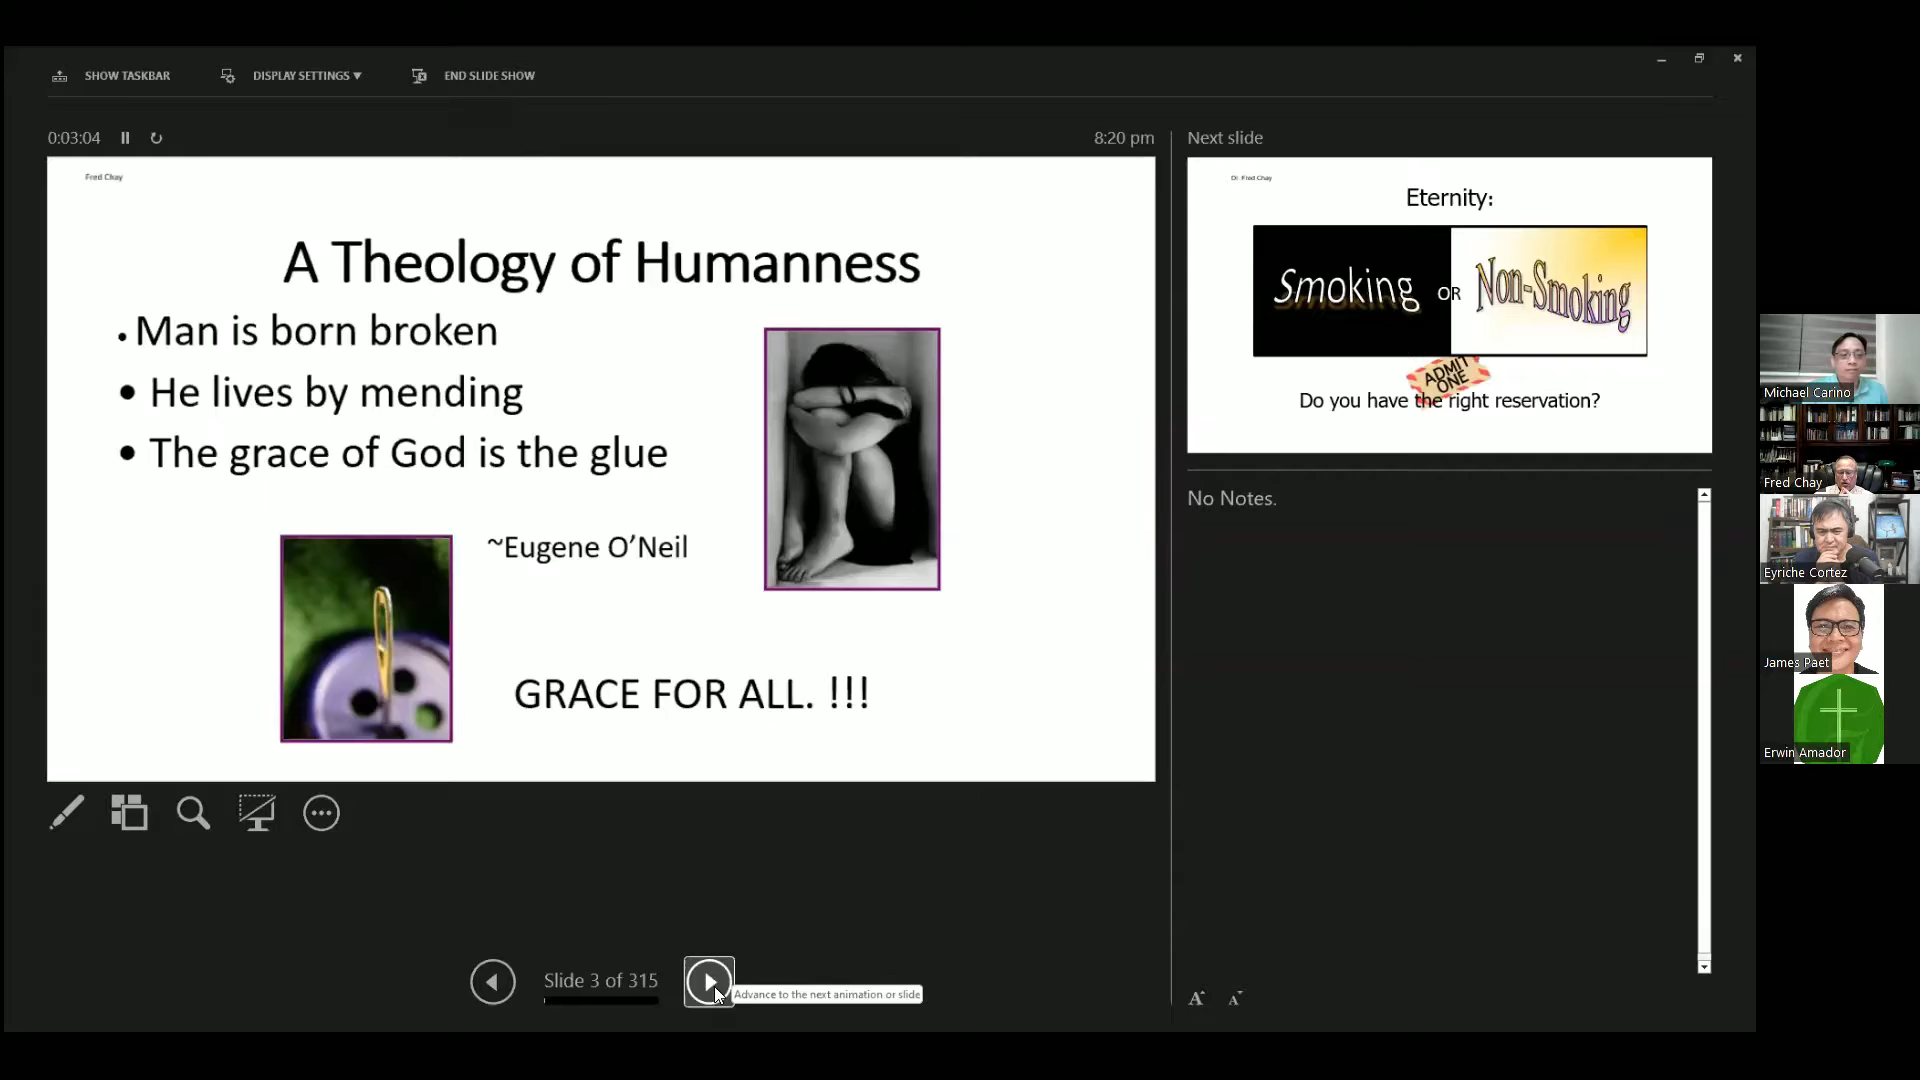 SHOW TASKBAR
DISPLAY SETTINGS ▼
END SLIDE SHOW
0:03:04
8:20 pm
Fred Chay
A Theology of Humanness
• Man is born broken
• He lives by mending
• The grace of God is the glue
~Eugene O'Neil
GRACE FOR ALL. !!!
Slide 3 of 315
Advance to the next animation or slide
Next slide
Dr. Fred Chay
Eternity:
Smoking OR Non-Smoking
ADMIT
ONE
Do you have the right reservation?
No Notes.
Michael Carino
Fred Chay
Eyriche Cortez
James Paet
Erwin Amador